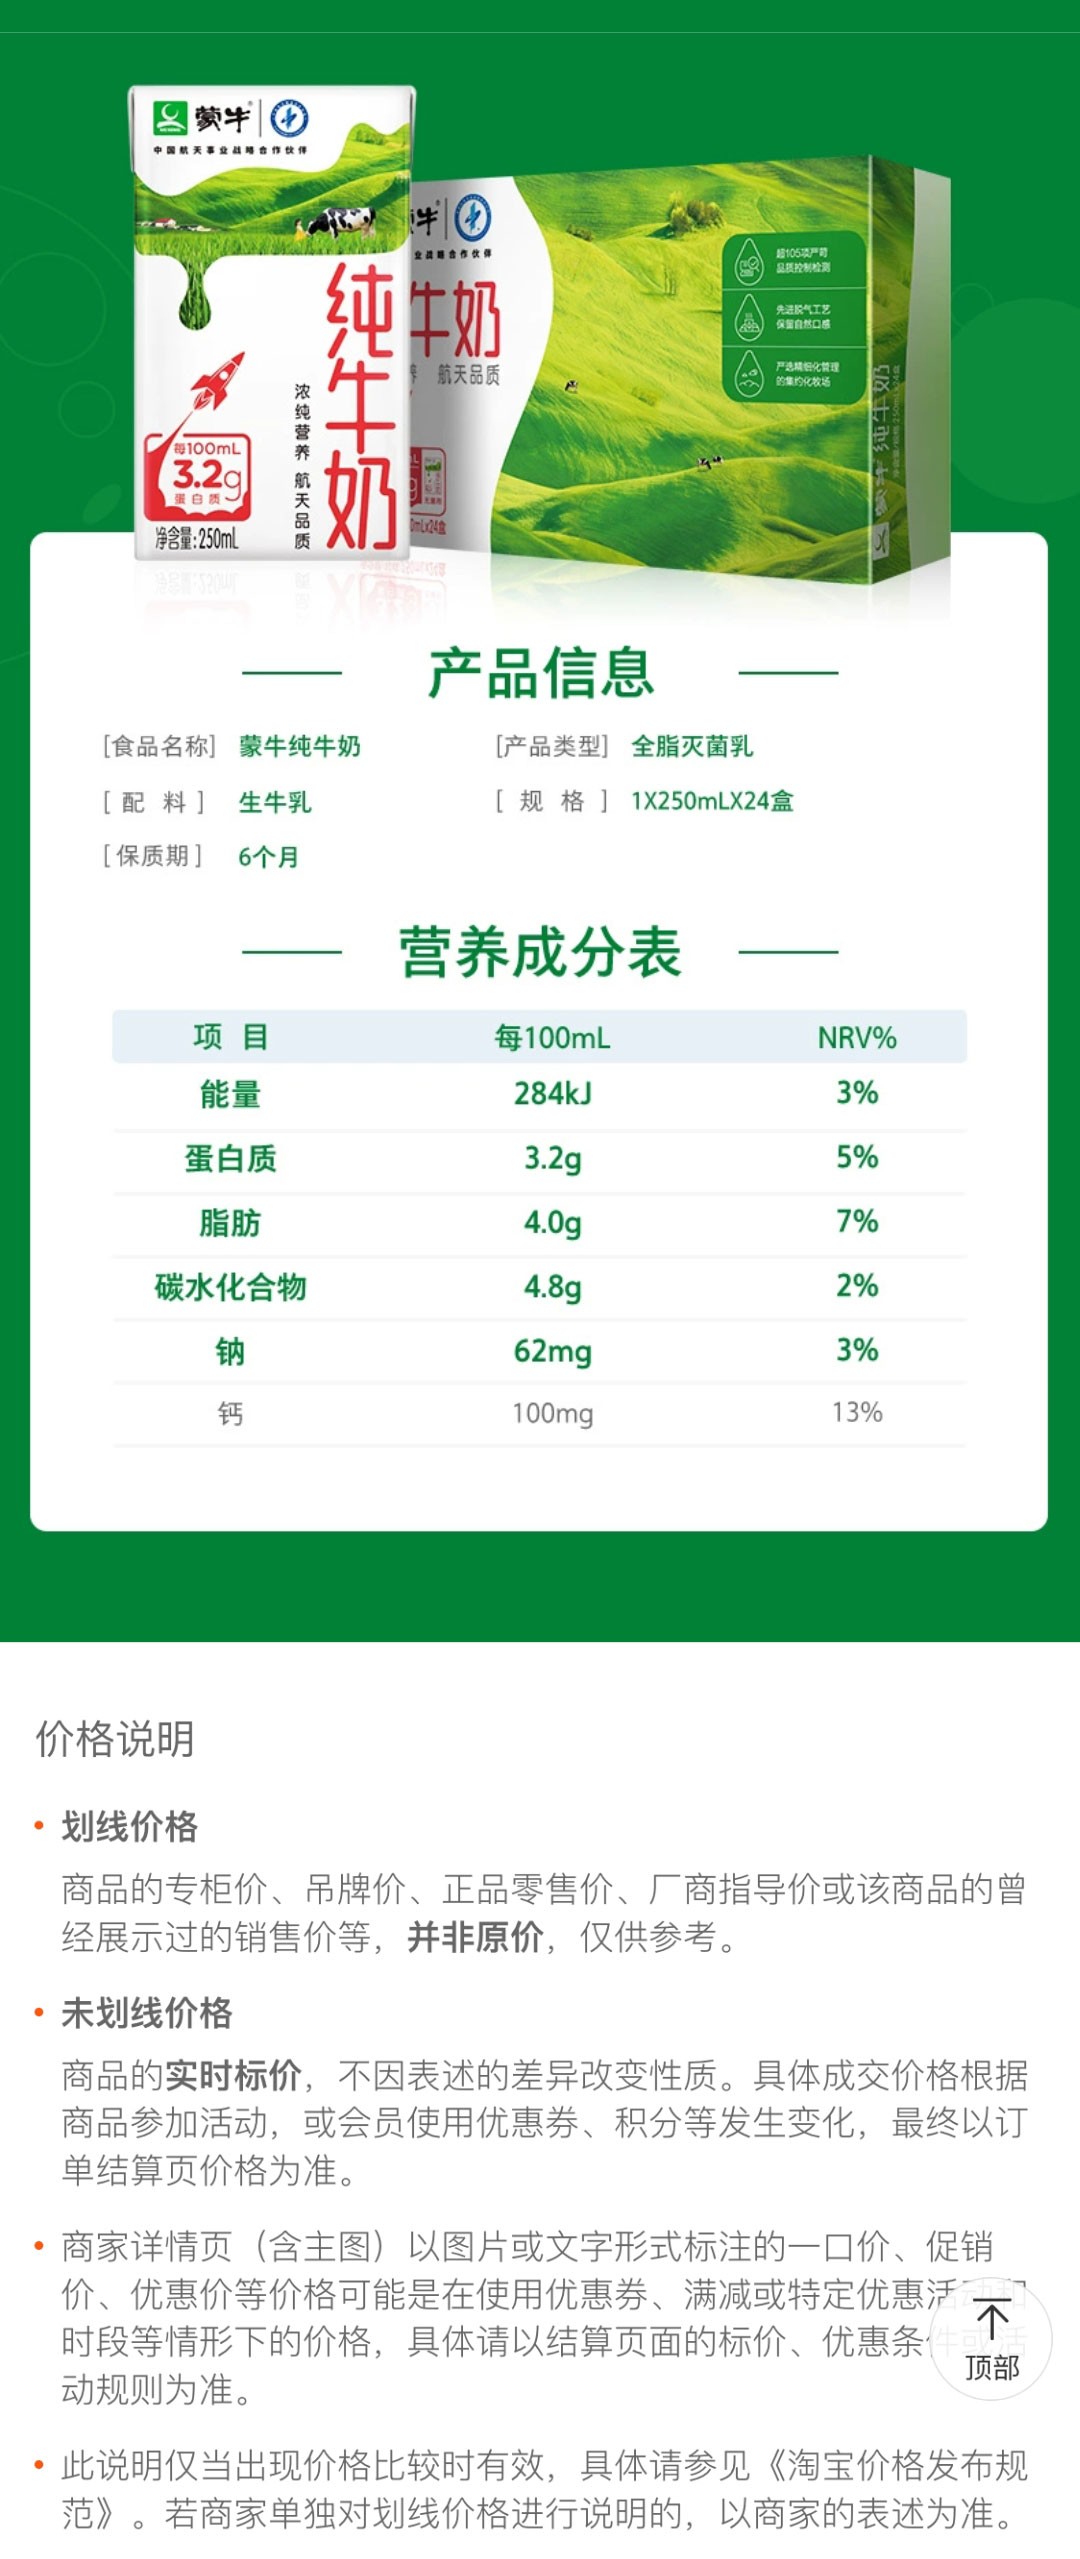 蒙牛
中国航天事业战略合作伙伴
纯牛奶
浓纯营养 航天品质
每100mL
3.2g
蛋白质
净含量:250mL
牛
业战略合作伙伴
牛奶
航天品质
超105项严苛
品质控制检测
先进脱气工艺
保留自然口感
严选精细化管理
的集约化牧场
纯牛奶
产品信息
[食品名称] 蒙牛纯牛奶 [产品类型] 全脂灭菌乳
[配料] 生牛乳 [规格] 1X250mLX24盒
[保质期] 6个月
营养成分表
项目 每100mL NRV%
能量 284kJ 3%
蛋白质 3.2g 5%
脂肪 4.0g 7%
碳水化合物 4.8g 2%
钠 62mg 3%
钙 100mg 13%
价格说明
• 划线价格
商品的专柜价、吊牌价、正品零售价、厂商指导价或该商品的曾
经展示过的销售价等，并非原价，仅供参考。
• 未划线价格
商品的实时标价，不因表述的差异改变性质。具体成交价格根据
商品参加活动，或会员使用优惠券、积分等发生变化，最终以订
单结算页价格为准。
• 商家详情页（含主图）以图片或文字形式标注的一口价、促销
价、优惠价等价格可能是在使用优惠券、满减或特定优惠活动和
时段等情形下的价格，具体请以结算页面的标价、优惠条件或活
动规则为准。
顶部
• 此说明仅当出现价格比较时有效，具体请参见《淘宝价格发布规
范》。若商家单独对划线价格进行说明的，以商家的表述为准。